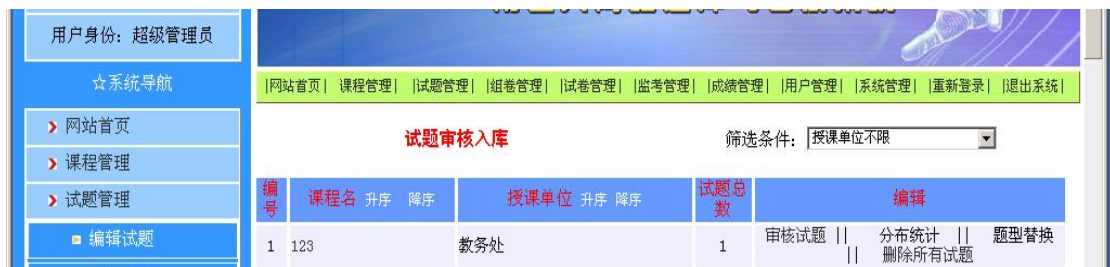 用户身份: 超级管理员
☆系统导航
|网站首页| 课程管理| |试题管理| |组卷管理| |试卷管理| |监考管理| |成绩管理| |用户管理| |系统管理| |重新登录| |退出系统|
网站首页
课程管理
试题管理
编辑试题
试题审核入库
筛选条件: 授课单位不限
编号 课程名 升序 降序 授课单位 升序 降序 试题总数 编辑
1 123 教务处 1 审核试题 || 分布统计 || 题型替换
|| 删除所有试题